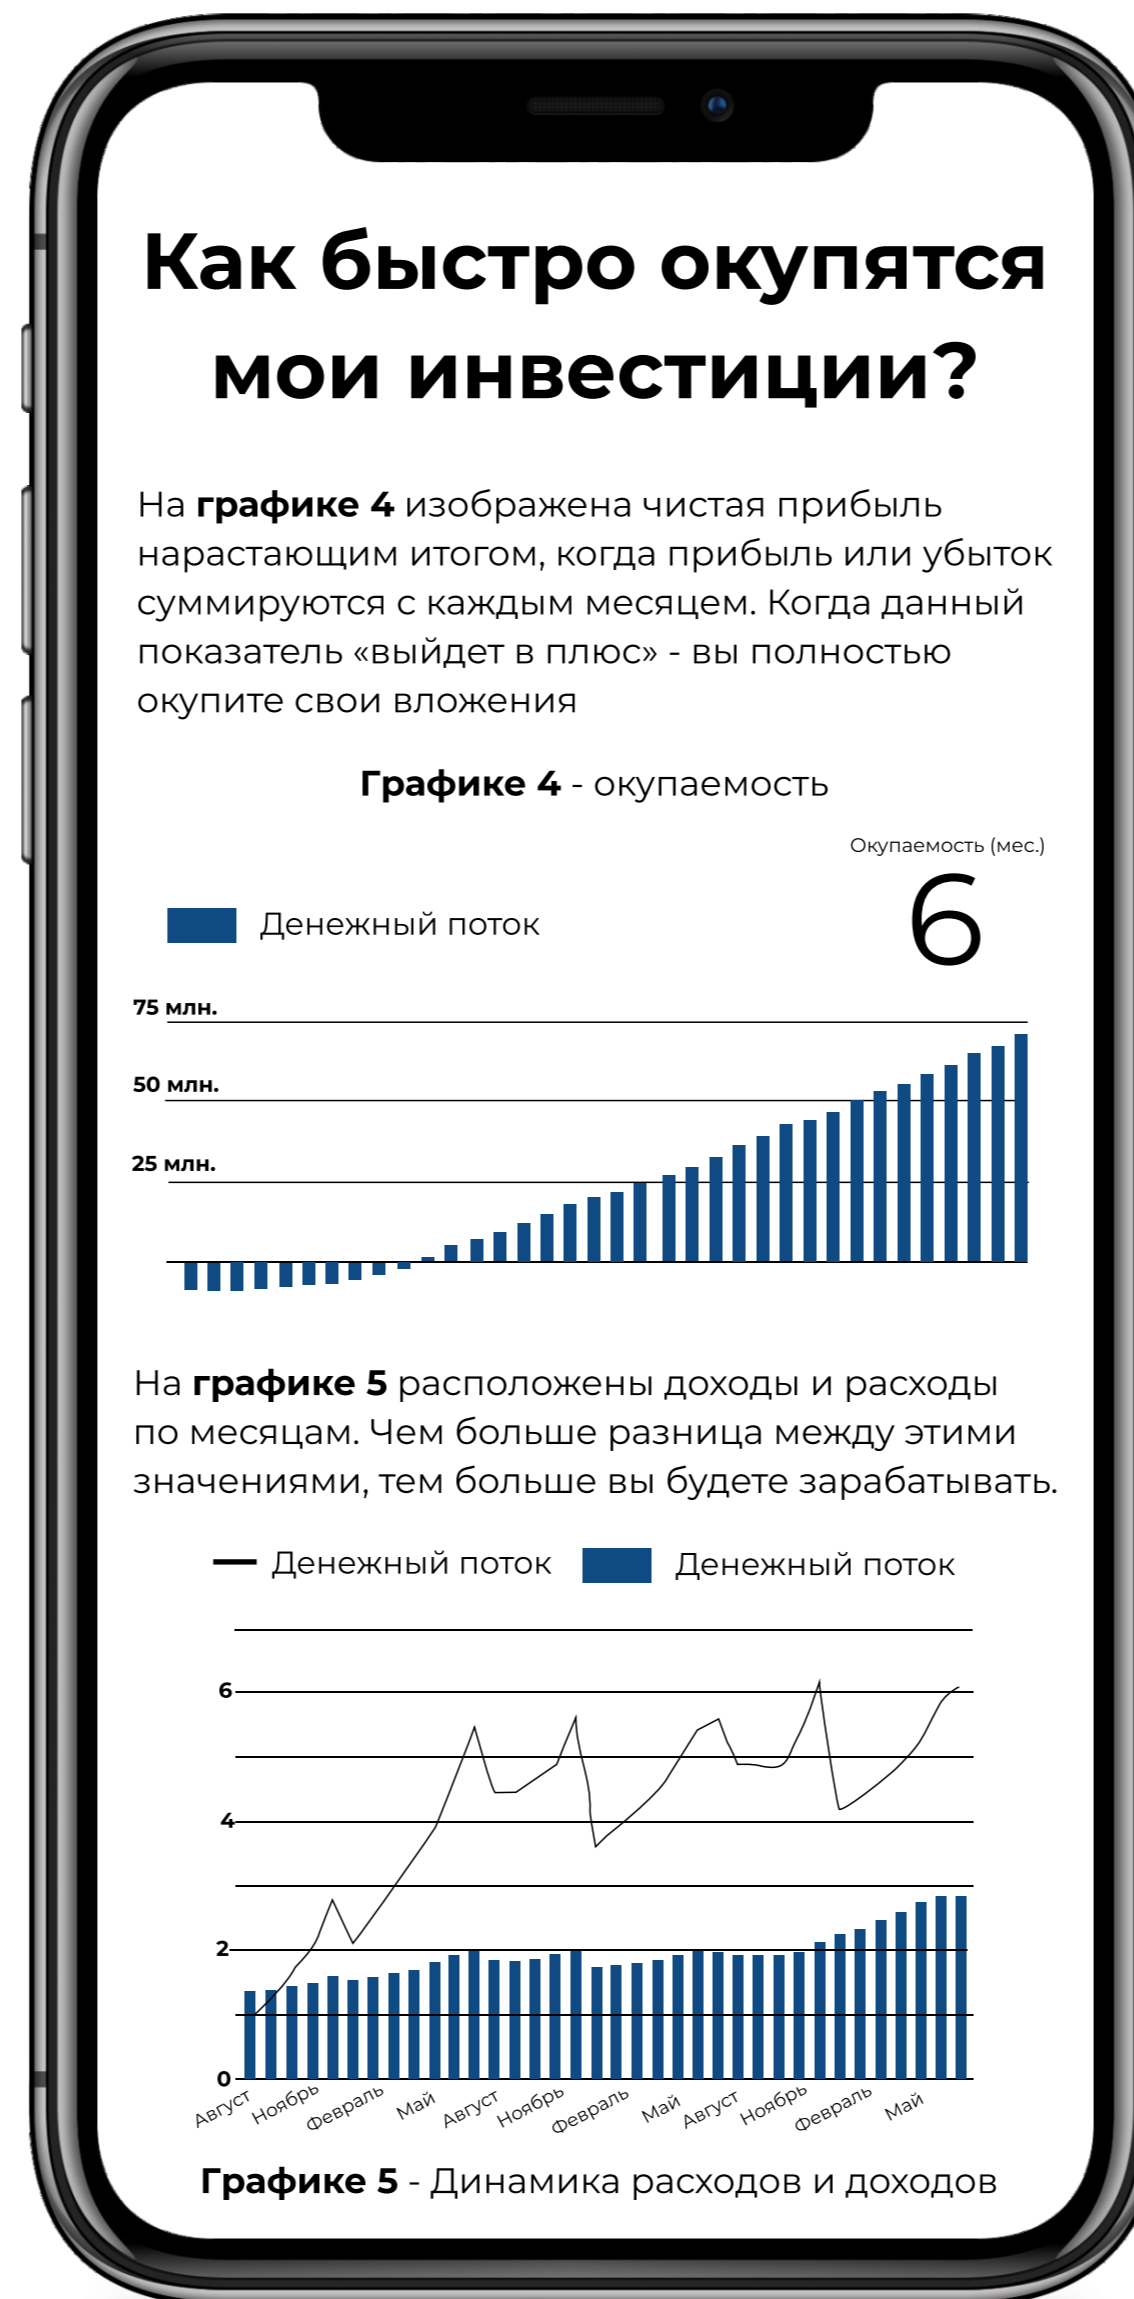 Как быстро окупятся
мои инвестиции?
На графике 4 изображена чистая прибыль
нарастающим итогом, когда прибыль или убыток
суммируются с каждым месяцем. Когда данный
показатель «выйдет в плюс» - вы полностью
окупите свои вложения
Графике 4 - окупаемость
Окупаемость (мес.)
6
Денежный поток
75 млн.
50 млн.
25 млн.
На графике 5 расположены доходы и расходы
по месяцам. Чем больше разница между этими
значениями, тем больше вы будете зарабатывать.
Денежный поток Денежный поток
6
4
2
0
Август Ноябрь Февраль Май Август Ноябрь Февраль Май Август Ноябрь Февраль Май
Графике 5 - Динамика расходов и доходов